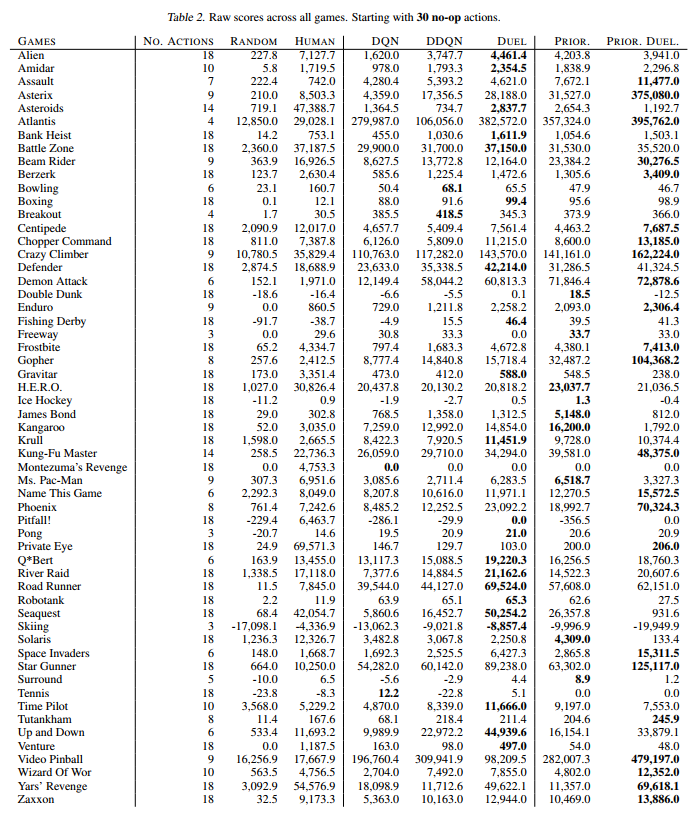 Table 2. Raw scores across all games. Starting with 30 no-op actions.
GAMES NO. ACTIONS RANDOM HUMAN DQN DDQN DUEL PRIOR. PRIOR. DUEL.
Alien 18 227.8 7,127.7 1,620.0 3,747.7 4,461.4 4,203.8 3,941.0
Amidar 10 5.8 1,719.5 978.0 1,793.3 2,354.5 1,838.9 2,296.8
Assault 7 222.4 742.0 4,280.4 5,393.2 4,621.0 7,672.1 11,477.0
Asterix 9 210.0 8,503.3 4,359.0 17,356.5 28,188.0 31,527.0 375,080.0
Asteroids 14 719.1 47,388.7 1,364.5 734.7 2,837.7 2,654.3 1,192.7
Atlantis 4 12,850.0 29,028.1 279,987.0 106,056.0 382,572.0 357,324.0 395,762.0
Bank Heist 18 14.2 753.1 455.0 1,030.6 1,611.9 1,054.6 1,503.1
Battle Zone 18 2,360.0 37,187.5 29,900.0 31,700.0 37,150.0 31,530.0 35,520.0
Beam Rider 9 363.9 16,926.5 8,627.5 13,772.8 12,164.0 23,384.2 30,276.5
Berzerk 18 123.7 2,630.4 585.6 1,225.4 1,472.6 1,305.6 3,409.0
Bowling 6 23.1 160.7 50.4 68.1 65.5 47.9 46.7
Boxing 18 0.1 12.1 88.0 91.6 99.4 95.6 98.9
Breakout 4 1.7 30.5 385.5 418.5 345.3 373.9 366.0
Centipede 18 2,090.9 12,017.0 4,657.7 5,409.4 7,561.4 4,463.2 7,687.5
Chopper Command 18 811.0 7,387.8 6,126.0 5,809.0 11,215.0 8,600.0 13,185.0
Crazy Climber 9 10,780.5 35,829.4 110,763.0 117,282.0 143,570.0 141,161.0 162,224.0
Defender 18 2,874.5 18,688.9 23,633.0 35,338.5 42,214.0 31,286.5 41,324.5
Demon Attack 6 152.1 1,971.0 12,149.4 58,044.2 60,813.3 71,846.4 72,878.6
Double Dunk 18 -18.6 -16.4 -6.6 -5.5 0.1 18.5 -12.5
Enduro 9 0.0 860.5 729.0 1,211.8 2,258.2 2,093.0 2,306.4
Fishing Derby 18 -91.7 -38.7 -4.9 15.5 46.4 39.5 41.3
Freeway 3 0.0 29.6 30.8 33.3 0.0 33.7 33.0
Frostbite 18 65.2 4,334.7 797.4 1,683.3 4,672.8 4,380.1 7,413.0
Gopher 8 257.6 2,412.5 8,777.4 14,840.8 15,718.4 32,487.2 104,368.2
Gravitar 18 173.0 3,351.4 473.0 412.0 588.0 548.5 238.0
H.E.R.O. 18 1,027.0 30,826.4 20,437.8 20,130.2 20,818.2 23,037.7 21,036.5
Ice Hockey 18 -11.2 0.9 -1.9 -2.7 0.5 1.3 -0.4
James Bond 18 29.0 302.8 768.5 1,358.0 1,312.5 5,148.0 812.0
Kangaroo 18 52.0 3,035.0 7,259.0 12,992.0 14,854.0 16,200.0 1,792.0
Krull 18 1,598.0 2,665.5 8,422.3 7,920.5 11,451.9 9,728.0 10,374.4
Kung-Fu Master 14 258.5 22,736.3 26,059.0 29,710.0 34,294.0 39,581.0 48,375.0
Montezuma's Revenge 18 0.0 4,753.3 0.0 0.0 0.0 0.0 0.0
Ms. Pac-Man 9 307.3 6,951.6 3,085.6 2,711.4 6,283.5 6,518.7 3,327.3
Name This Game 6 2,292.3 8,049.0 8,207.8 10,616.0 11,971.1 12,270.5 15,572.5
Phoenix 8 761.4 7,242.6 8,485.2 12,252.5 23,092.2 18,992.7 70,324.3
Pitfall! 18 -229.4 6,463.7 -286.1 -29.9 0.0 -356.5 0.0
Pong 3 -20.7 14.6 19.5 20.9 21.0 20.6 20.9
Private Eye 18 24.9 69,571.3 146.7 129.7 103.0 200.0 206.0
Q*Bert 6 163.9 13,455.0 13,117.3 15,088.5 19,220.3 16,256.5 18,760.3
River Raid 18 1,338.5 17,118.0 7,377.6 14,884.5 21,162.6 14,522.3 20,607.6
Road Runner 18 11.5 7,845.0 39,544.0 44,127.0 69,524.0 57,608.0 62,151.0
Robotank 18 2.2 11.9 63.9 65.1 65.3 62.6 27.5
Seaquest 18 68.4 42,054.7 5,860.6 16,452.7 50,254.2 26,357.8 931.6
Skiing 3 -17,098.1 -4,336.9 -13,062.3 -9,021.8 -8,857.4 -9,996.9 -19,949.9
Solaris 18 1,236.3 12,326.7 3,482.8 3,067.8 2,250.8 4,309.0 133.4
Space Invaders 6 148.0 1,668.7 1,692.3 2,525.5 6,427.3 2,865.8 15,311.5
Star Gunner 18 664.0 10,250.0 54,282.0 60,142.0 89,238.0 63,302.0 125,117.0
Surround 5 -10.0 6.5 -5.6 -2.9 4.4 8.9 1.2
Tennis 18 -23.8 -8.3 12.2 -22.8 5.1 0.0 0.0
Time Pilot 10 3,568.0 5,229.2 4,870.0 8,339.0 11,666.0 9,197.0 7,553.0
Tutankham 8 11.4 167.6 68.1 218.4 211.4 204.6 245.9
Up and Down 6 533.4 11,693.2 9,989.9 22,972.2 44,939.6 16,154.1 33,879.1
Venture 18 0.0 1,187.5 163.0 98.0 497.0 54.0 48.0
Video Pinball 9 16,256.9 17,667.9 196,760.4 309,941.9 98,209.5 282,007.3 479,197.0
Wizard Of Wor 10 563.5 4,756.5 2,704.0 7,492.0 7,855.0 4,802.0 12,352.0
Yars' Revenge 18 3,092.9 54,576.9 18,098.9 11,712.6 49,622.1 11,357.0 69,618.1
Zaxxon 18 32.5 9,173.3 5,363.0 10,163.0 12,944.0 10,469.0 13,886.0